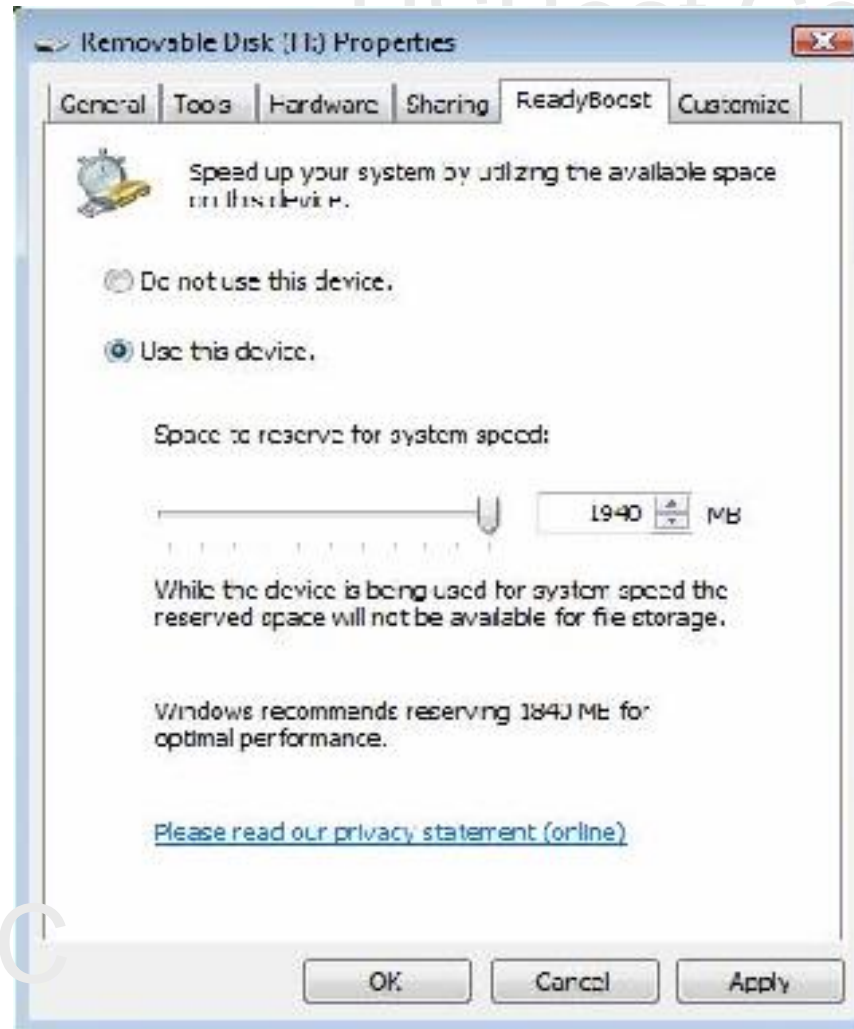 Removable Disk (H:) Properties
General Tools Hardware Sharing ReadyBoost Customize
Speed up your system by utilizing the available space
on this device.
Do not use this device.
Use this device.
Space to reserve for system speed:
1940 MB
While the device is being used for system speed the
reserved space will not be available for file storage.
Windows recommends reserving 1840 MB for
optimal performance.
Please read our privacy statement (online)
OK Cancel Apply